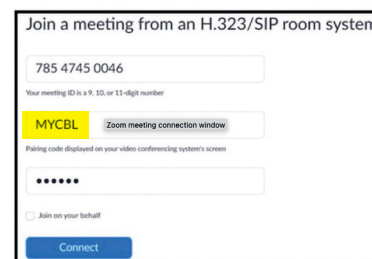 Join a meeting from an H.323/SIP room system
785 4745 0046
Your meeting ID is a 9, 10, or 11-digit number
MYCBL Zoom meeting connection window
Pairing code displayed on your video conferencing system's screen
••••••
Join on your behalf
Connect